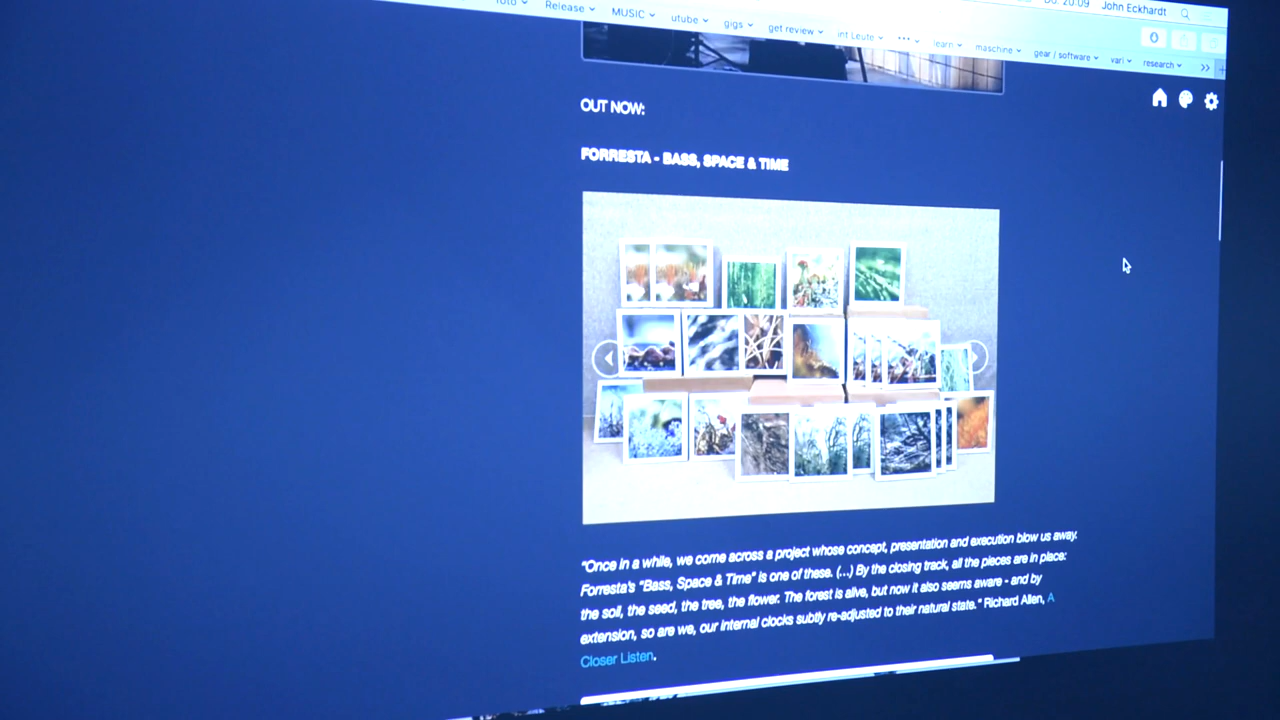 Do. 20:09 John Eckhardt
foto Release MUSIC utube gigs get review int Leute ••• learn maschine gear / software vari research >>
OUT NOW:
FORRESTA - BASS, SPACE & TIME
"Once in a while, we come across a project whose concept, presentation and execution blow us away.
Forresta's "Bass, Space & Time" is one of these. (...) By the closing track, all the pieces are in place:
the soil, the seed, the tree, the flower. The forest is alive, but now it also seems aware - and by
extension, so are we, our internal clocks subtly re-adjusted to their natural state." Richard Allen, A
Closer Listen.